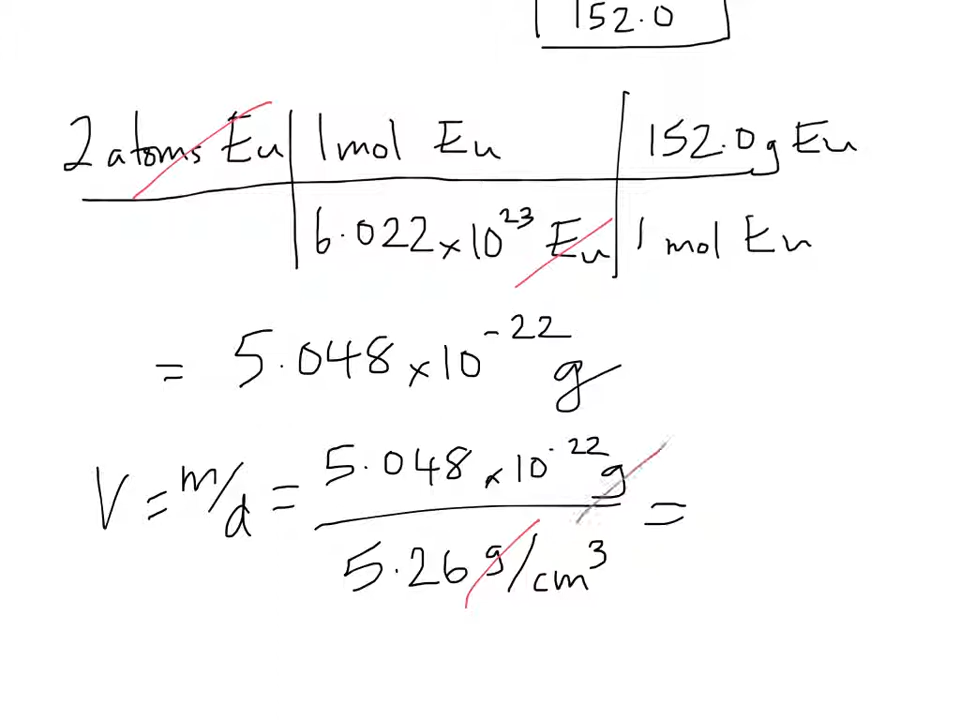 152.0
2 atoms Eu | 1 mol Eu | 152.0 g Eu
6.022 x 10^23 Eu | 1 mol Eu
= 5.048 x 10^-22 g
V = m/d = 5.048 x 10^-22 g =
5.26 g/cm^3